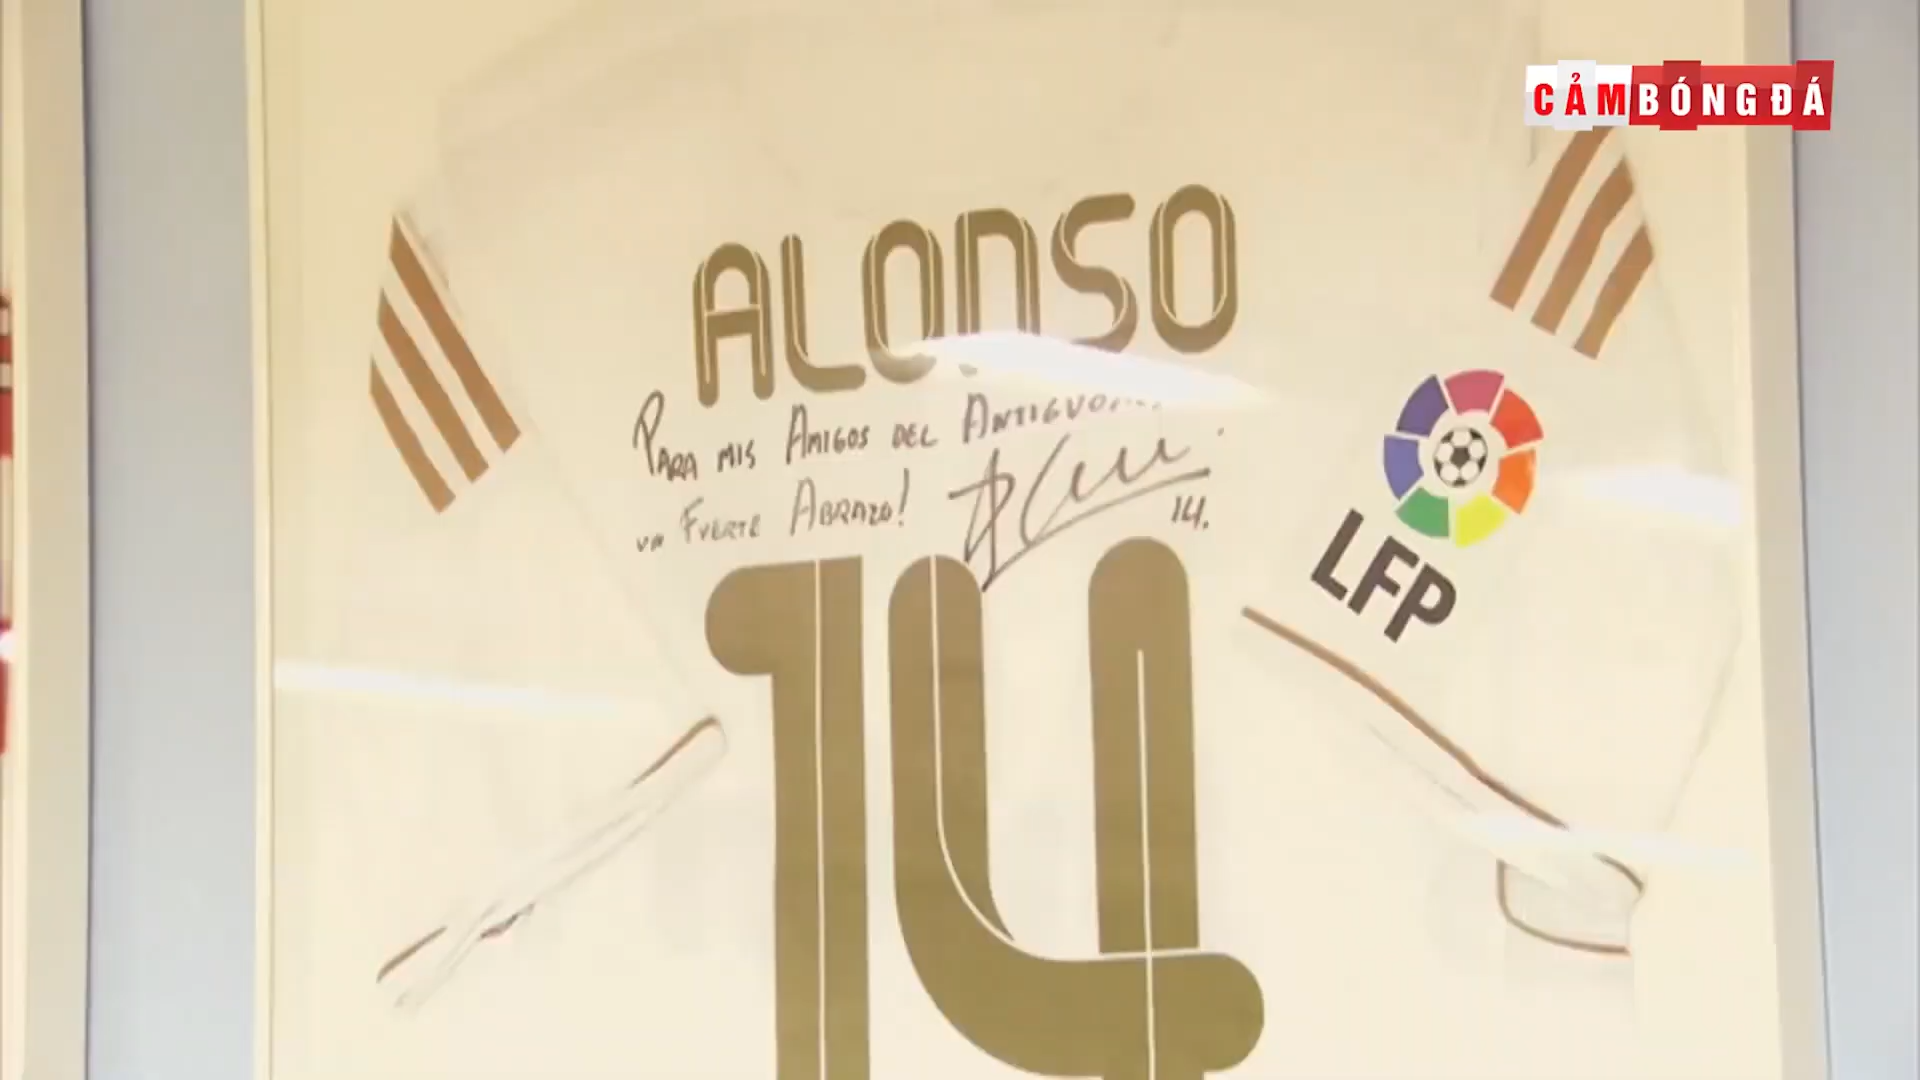 CẢMBÓNGĐÁ
ALONSO
PARA MIS AMIGOS DEL
UN FUERTE ABRAZO!
14.
LFP
14